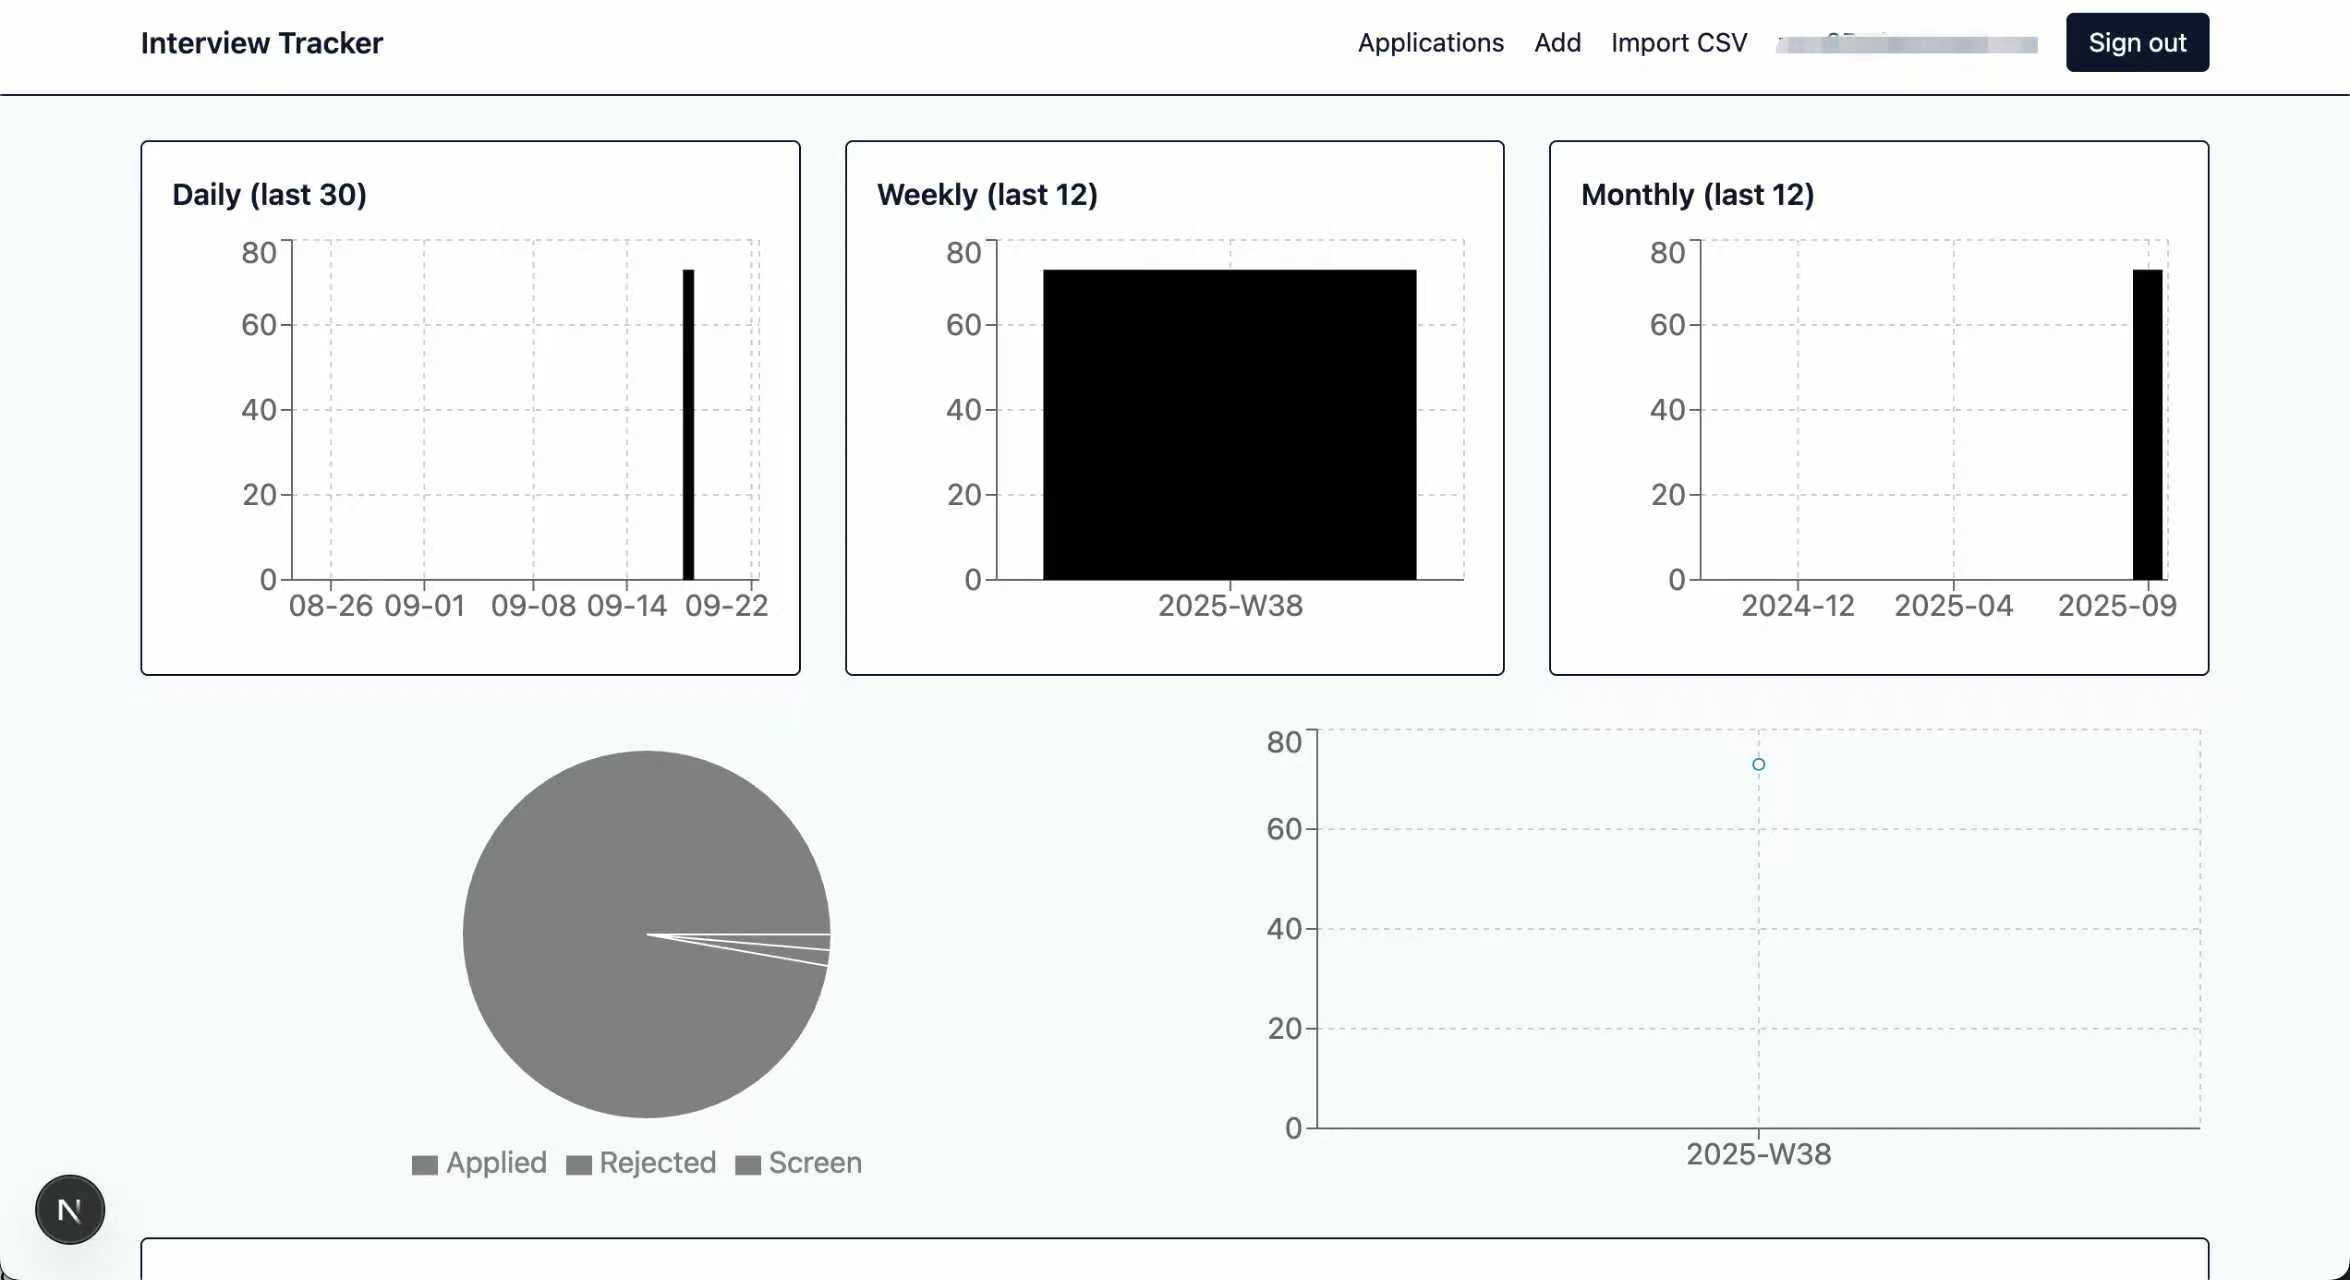 Interview Tracker
Applications Add Import CSV Sign out
Daily (last 30)
80
60
40
20
0
08-26 09-01 09-08 09-14 09-22
Weekly (last 12)
80
60
40
20
0
2025-W38
Monthly (last 12)
80
60
40
20
0
2024-12 2025-04 2025-09
Applied Rejected Screen
80
60
40
20
0
2025-W38
N